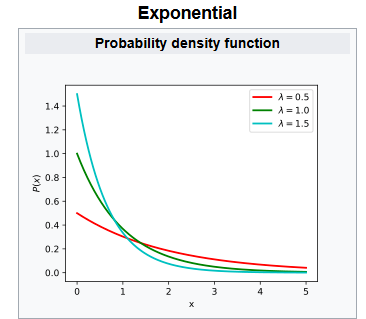 Exponential
Probability density function
λ = 0.5
λ = 1.0
λ = 1.5
1.4
1.2
1.0
0.8
0.6
0.4
0.2
0.0
P(x)
0 1 2 3 4 5
x